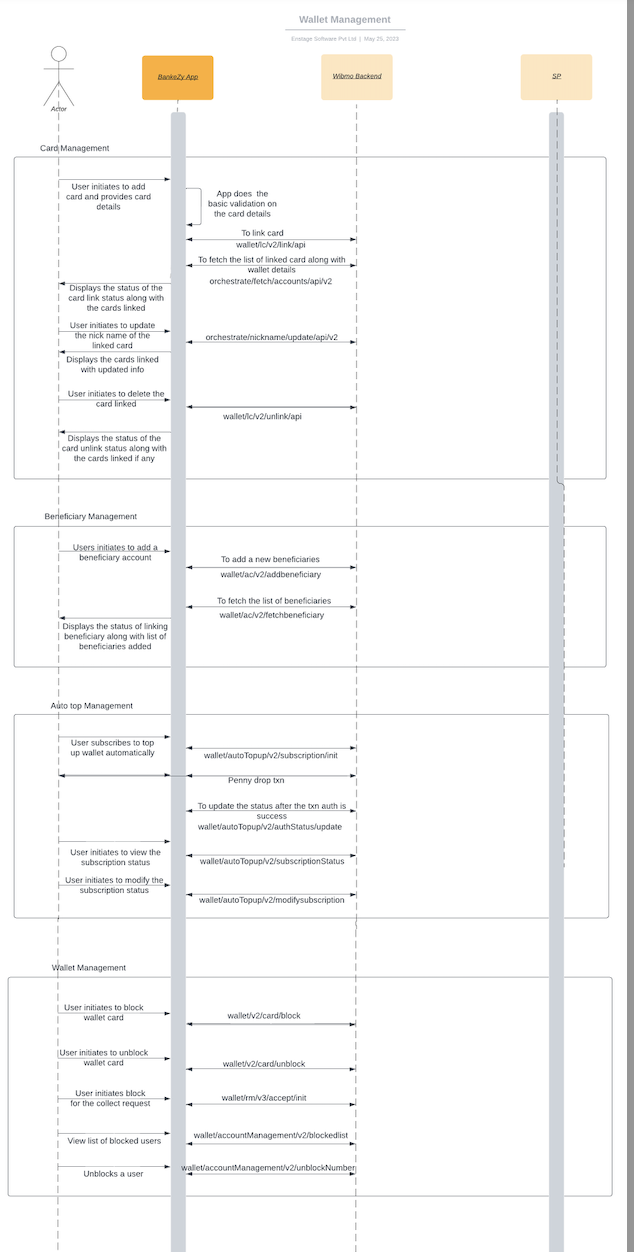 Wallet Management
Enstage Software Pvt Ltd | May 25, 2023
BankeZy App
Wibmo Backend
SP
Actor
Card Management
User initiates to add
card and provides card
details
App does the
basic validation on
the card details
To link card
wallet/lc/v2/link/api
To fetch the list of linked card along with
wallet details
orchestrate/fetch/accounts/api/v2
Displays the status of the
card link status along with
the cards linked
User initiates to update
the nick name of the
linked card
orchestrate/nickname/update/api/v2
Displays the cards linked
with updated info
User initiates to delete the
card linked
wallet/lc/v2/unlink/api
Displays the status of the
card unlink status along with
the cards linked if any
Beneficiary Management
Users initiates to add a
beneficiary account
To add a new beneficiaries
wallet/ac/v2/addbeneficiary
To fetch the list of beneficiaries
wallet/ac/v2/fetchbeneficiary
Displays the status of linking
beneficiary along with list of
beneficiaries added
Auto top Management
User subscribes to top
up wallet automatically
wallet/autoTopup/v2/subscription/init
Penny drop txn
To update the status after the txn auth is
success
wallet/autoTopup/v2/authStatus/update
User initiates to view the
subscription status
wallet/autoTopup/v2/subscriptionStatus
User initiates to modify the
subscription status
wallet/autoTopup/v2/modifysubscription
Wallet Management
User initiates to block
wallet card
wallet/v2/card/block
User initiates to unblock
wallet card
wallet/v2/card/unblock
User initiates block
for the collect request
wallet/rm/v3/accept/init
View list of blocked users
wallet/accountManagement/v2/blockedlist
Unblocks a user
wallet/accountManagement/v2/unblockNumber